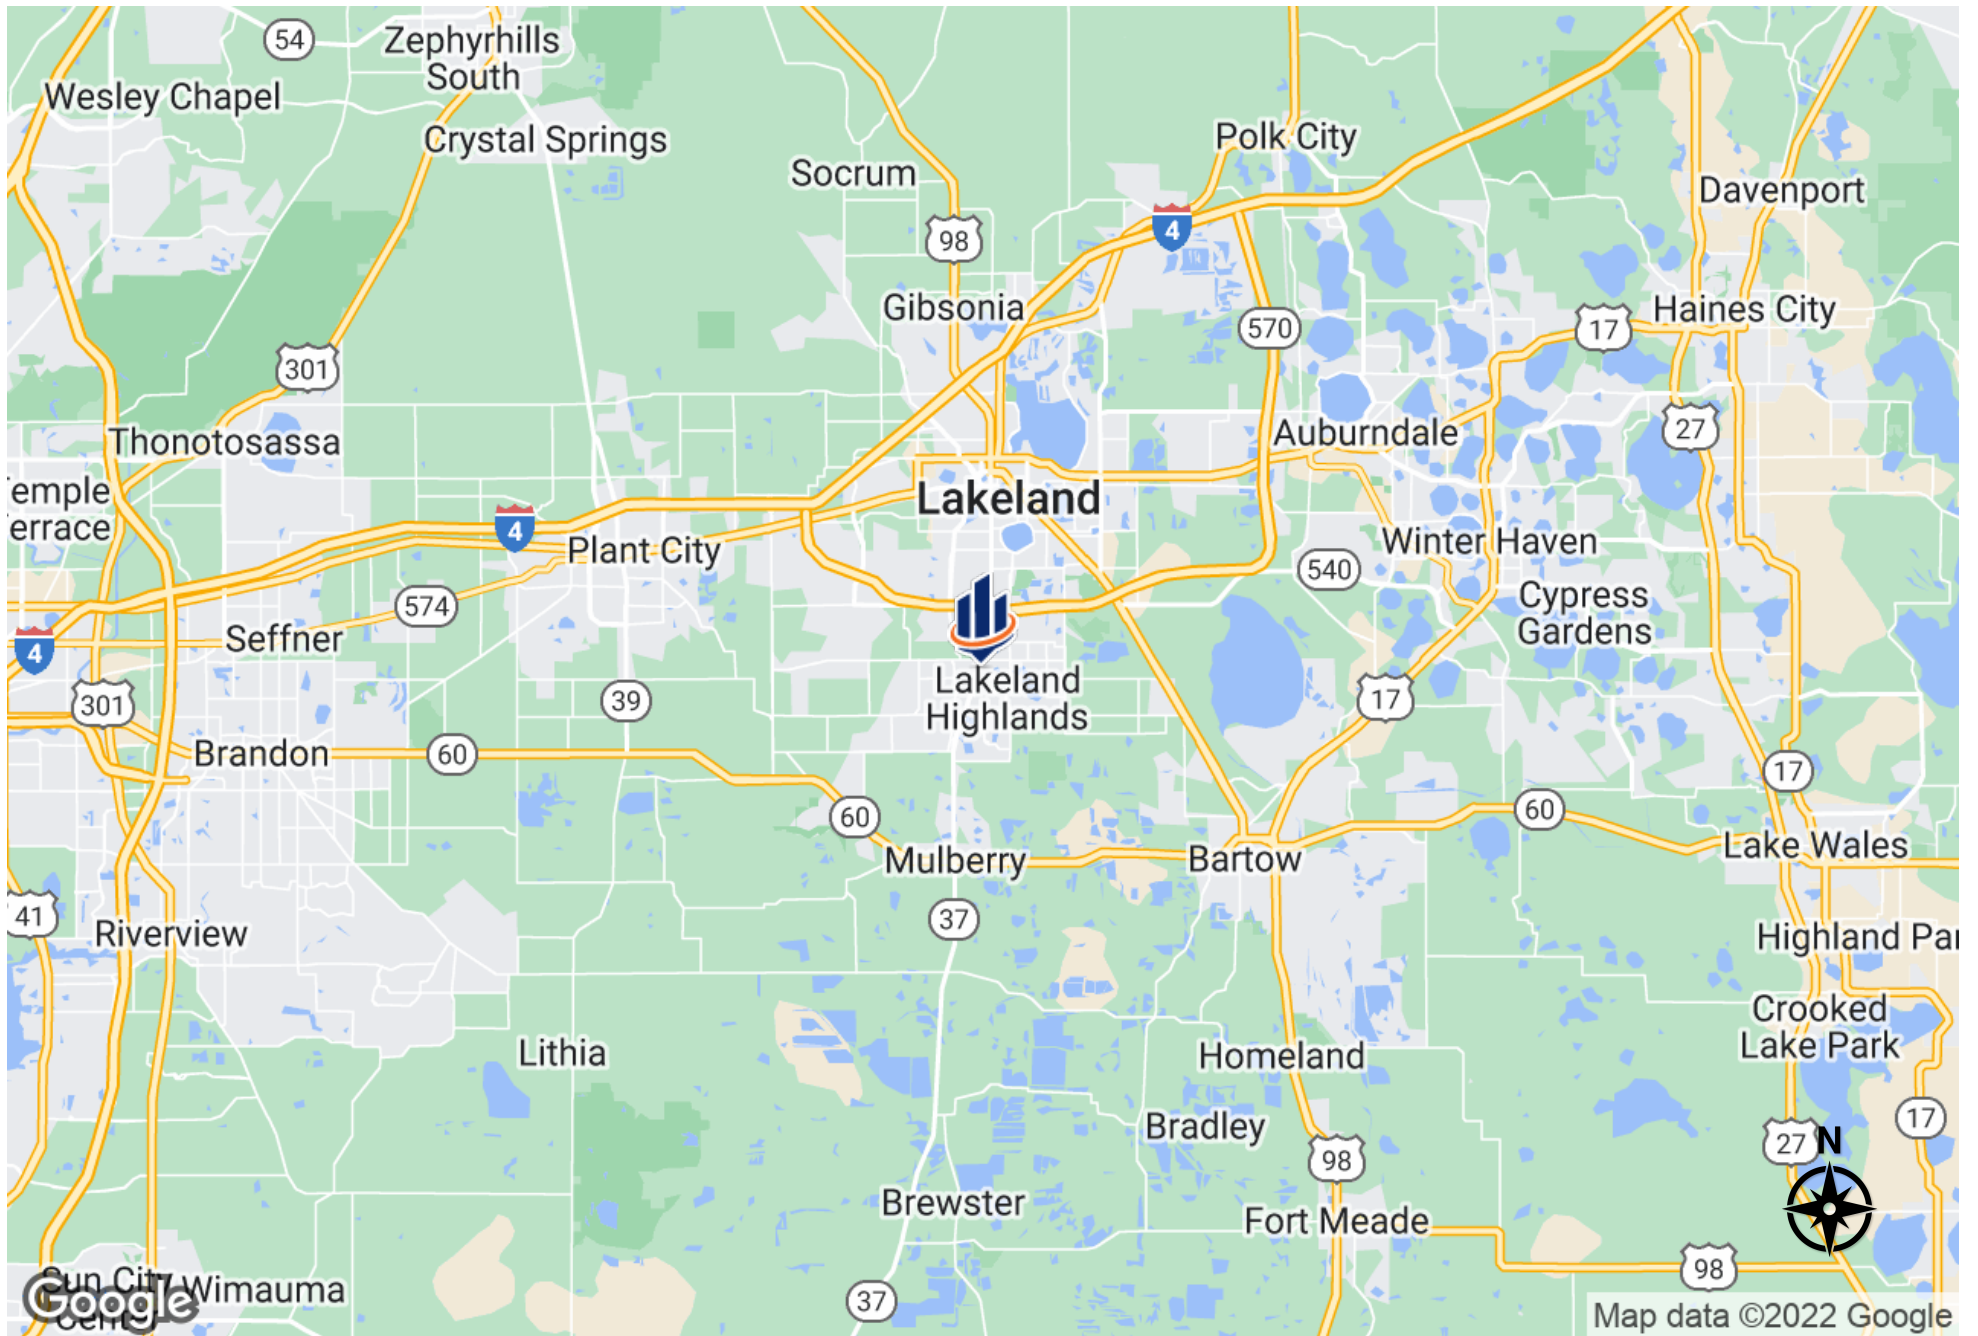 54
Zephyrhills
South
Wesley Chapel
Crystal Springs
Polk City
Socrum
Davenport
4
98
Gibsonia
Haines City
570
17
301
Thonotosassa
Auburndale
27
emple
errace
Lakeland
4
Plant City
Winter Haven
540
574
Cypress
Gardens
Seffner
4
Lakeland
Highlands
39
17
301
Brandon
60
17
60
60
Lake Wales
Mulberry
Bartow
41
37
Riverview
Highland Par
Crooked
Lake Park
Lithia
Homeland
Bradley
17
27
N
98
Brewster
Fort Meade
98
Sun City
Center
Wimauma
Google
37
Map data ©2022 Google